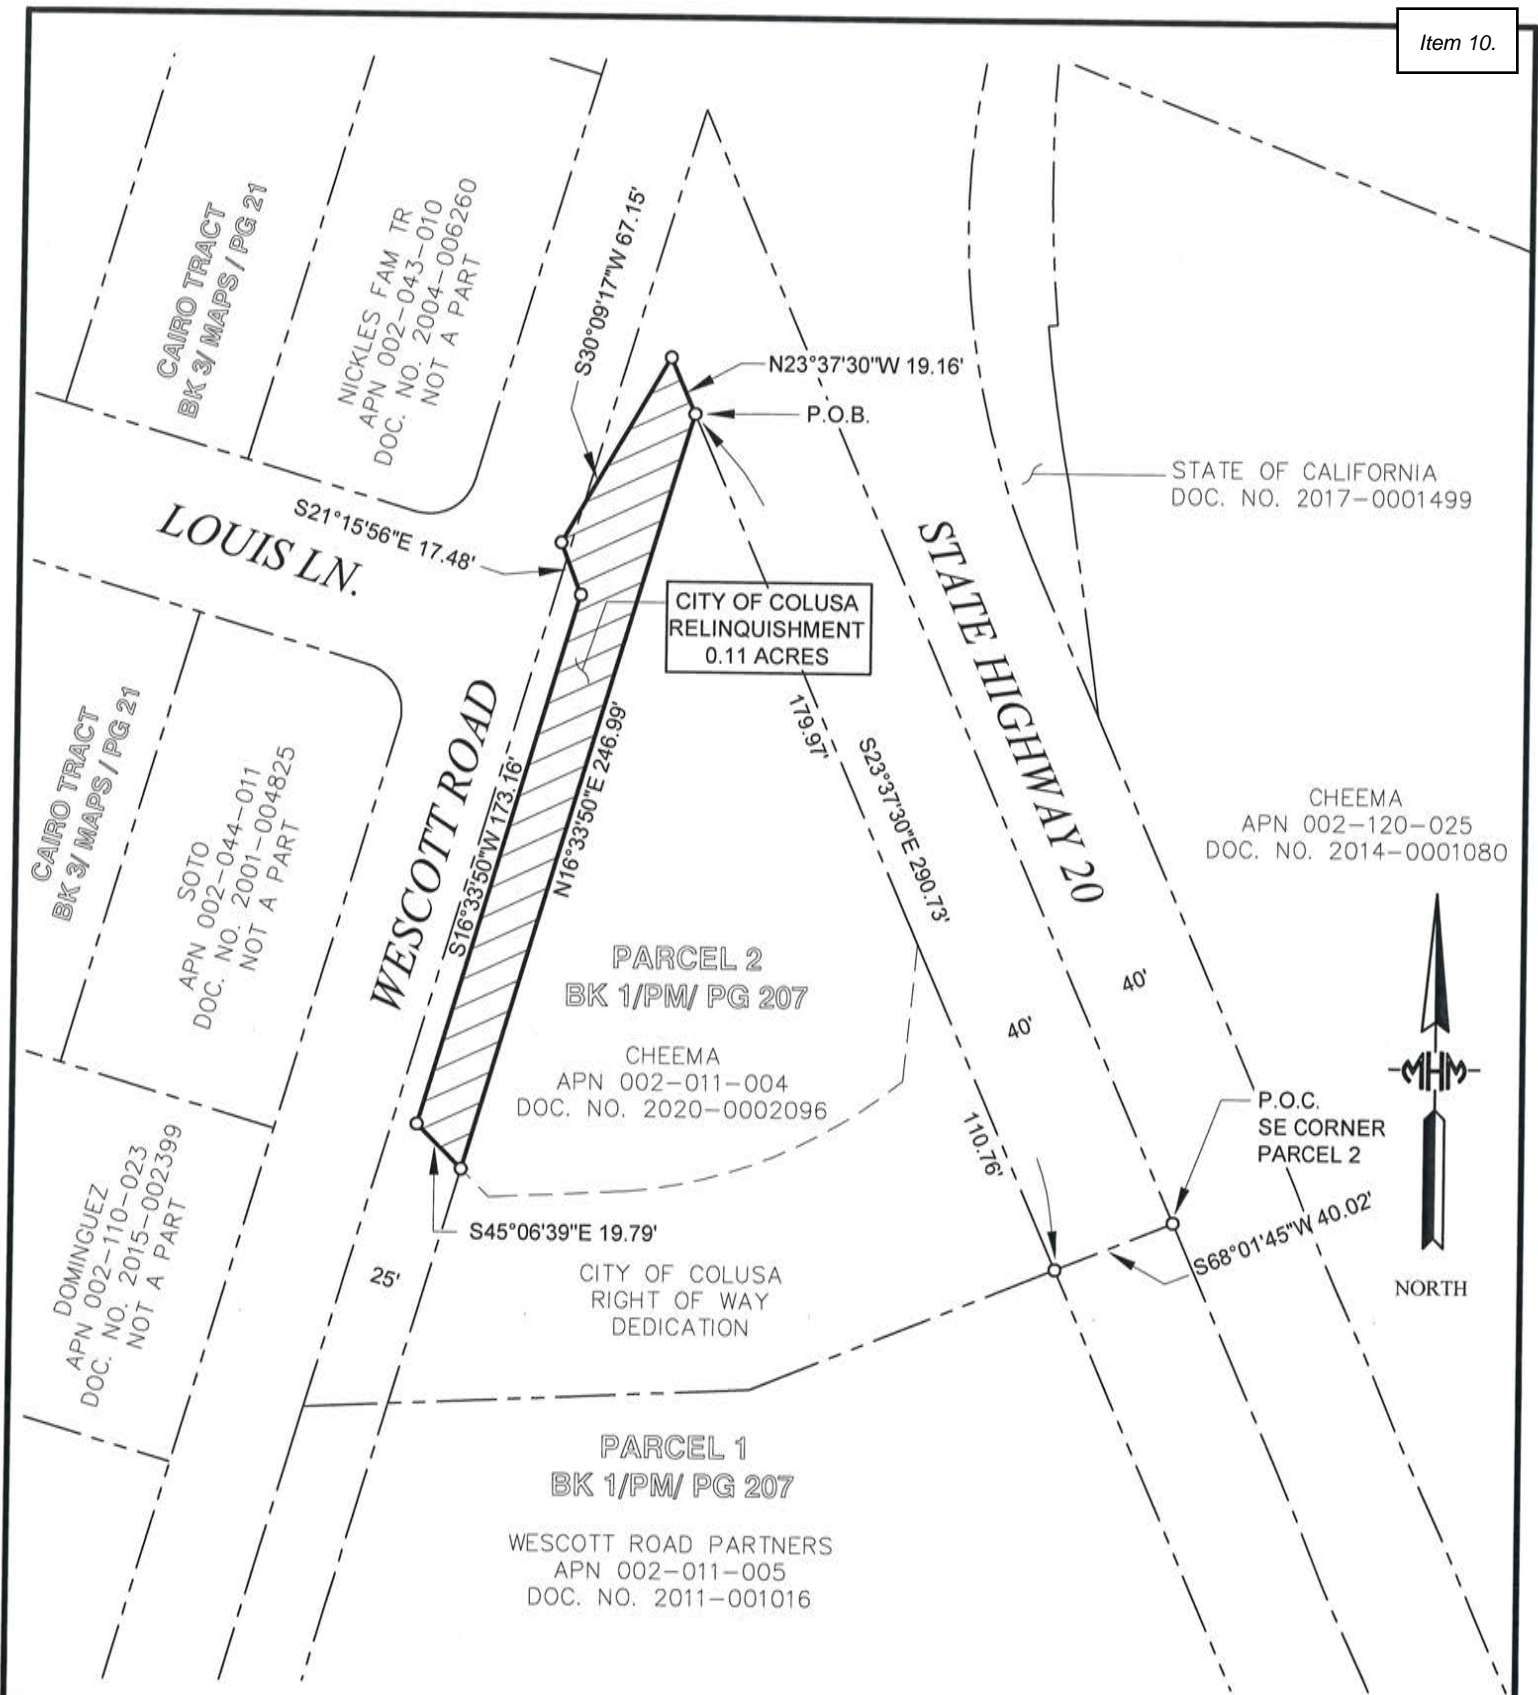 Item 10.
CAIRO TRACT
BK 3/ MAPS / PG 21
NICKLES FAM TR
APN 002-043-010
DOC. NO. 2004-006260
NOT A PART
S30°09'17"W 67.15'
N23°37'30"W 19.16'
P.O.B.
STATE OF CALIFORNIA
DOC. NO. 2017-0001499
LOUIS LN.
S21°15'56"E 17.48'
CITY OF COLUSA
RELINQUISHMENT
0.11 ACRES
STATE HIGHWAY 20
CAIRO TRACT
BK 3/ MAPS / PG 21
SOTO
APN 002-044-011
DOC. NO. 2001-004825
NOT A PART
WESCOTT ROAD
S16°33'50"W 173.16'
N16°33'50"E 246.99'
179.97'
S23°37'30"E 290.73'
CHEEMA
APN 002-120-025
DOC. NO. 2014-0001080
PARCEL 2
BK 1/PM/ PG 207
CHEEMA
APN 002-011-004
DOC. NO. 2020-0002096
40'
40'
MHM
NORTH
P.O.C.
SE CORNER
PARCEL 2
110.76'
S68°01'45"W 40.02'
DOMINGUEZ
APN 002-110-023
DOC. NO. 2015-002399
NOT A PART
S45°06'39"E 19.79'
25'
CITY OF COLUSA
RIGHT OF WAY
DEDICATION
PARCEL 1
BK 1/PM/ PG 207
WESCOTT ROAD PARTNERS
APN 002-011-005
DOC. NO. 2011-001016